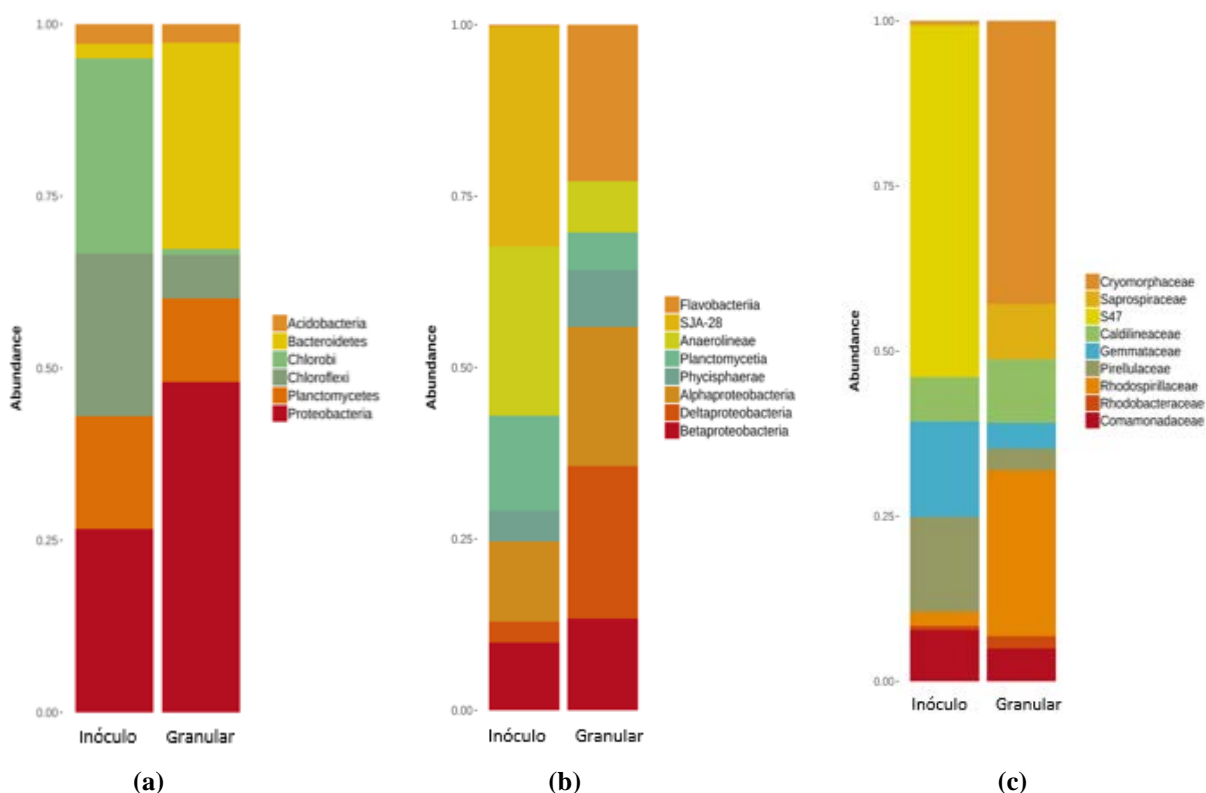 1.00-
0.75-
0.50-
0.25-
0.00-
Abundance
Inóculo Granular
Acidobacteria
Bacteroidetes
Chlorobi
Chloroflexi
Planctomycetes
Proteobacteria
(a)
1.00-
0.75-
0.50-
0.25-
0.00-
Abundance
Inóculo Granular
Flavobacteriia
SJA-28
Anaerolineae
Planctomycetia
Phycisphaerae
Alphaproteobacteria
Deltaproteobacteria
Betaproteobacteria
(b)
1.00-
0.75-
0.50-
0.25-
0.00-
Abundance
Inóculo Granular
Cryomorphaceae
Saprospiraceae
S47
Caldilineaceae
Gemmataceae
Pirellulaceae
Rhodospirillaceae
Rhodobacteraceae
Comamonadaceae
(c)